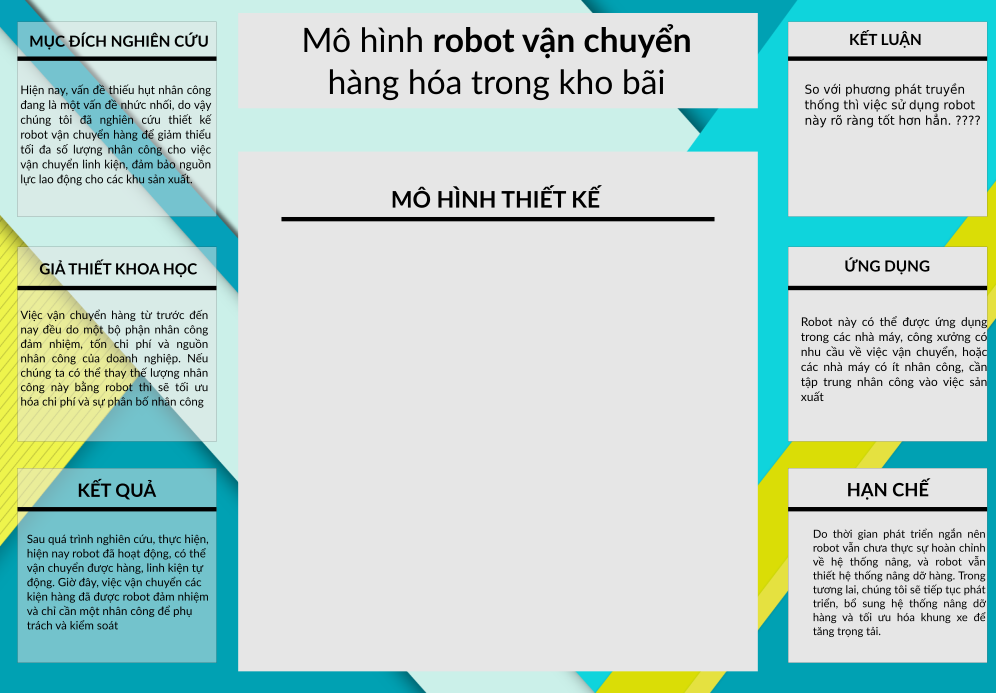 MỤC ĐÍCH NGHIÊN CỨU
Hiện nay, vấn đề thiếu hụt nhân công
đang là một vấn đề nhức nhối, do vậy
chúng tôi đã nghiên cứu thiết kế
robot vận chuyển hàng để giảm thiểu
tối đa số lượng nhân công cho việc
vận chuyển linh kiện, đảm bảo nguồn
lực lao động cho các khu sản xuất.
GIẢ THIẾT KHOA HỌC
Việc vận chuyển hàng từ trước đến
nay đều do một bộ phận nhân công
đảm nhiệm, tốn chi phí và nguồn
nhân công của doanh nghiệp. Nếu
chúng ta có thể thay thế lượng nhân
công này bằng robot thì sẽ tối ưu
hóa chi phí và sự phân bố nhân công
KẾT QUẢ
Sau quá trình nghiên cứu, thực hiện,
hiện nay robot đã hoạt động, có thể
vận chuyển được hàng, linh kiện tự
động. Giờ đây, việc vận chuyển các
kiện hàng đã được robot đảm nhiệm
và chỉ cần một nhân công để phụ
trách và kiểm soát
Mô hình robot vận chuyển
hàng hóa trong kho bãi
MÔ HÌNH THIẾT KẾ
KẾT LUẬN
So với phương phát truyền
thống thì việc sử dụng robot
này rõ ràng tốt hơn hẳn. ????
ỨNG DỤNG
Robot này có thể được ứng dụng
trong các nhà máy, công xưởng có
nhu cầu về việc vận chuyển, hoặc
các nhà máy có ít nhân công, cần
tập trung nhân công vào việc sản
xuất
HẠN CHẾ
Do thời gian phát triển ngắn nên
robot vẫn chưa thực sự hoàn chỉnh
về hệ thống nâng, và robot vẫn
thiết hệ thống nâng dỡ hàng. Trong
tương lai, chúng tôi sẽ tiếp tục phát
triển, bổ sung hệ thống nâng dỡ
hàng và tối ưu hóa khung xe để
tăng trọng tải.